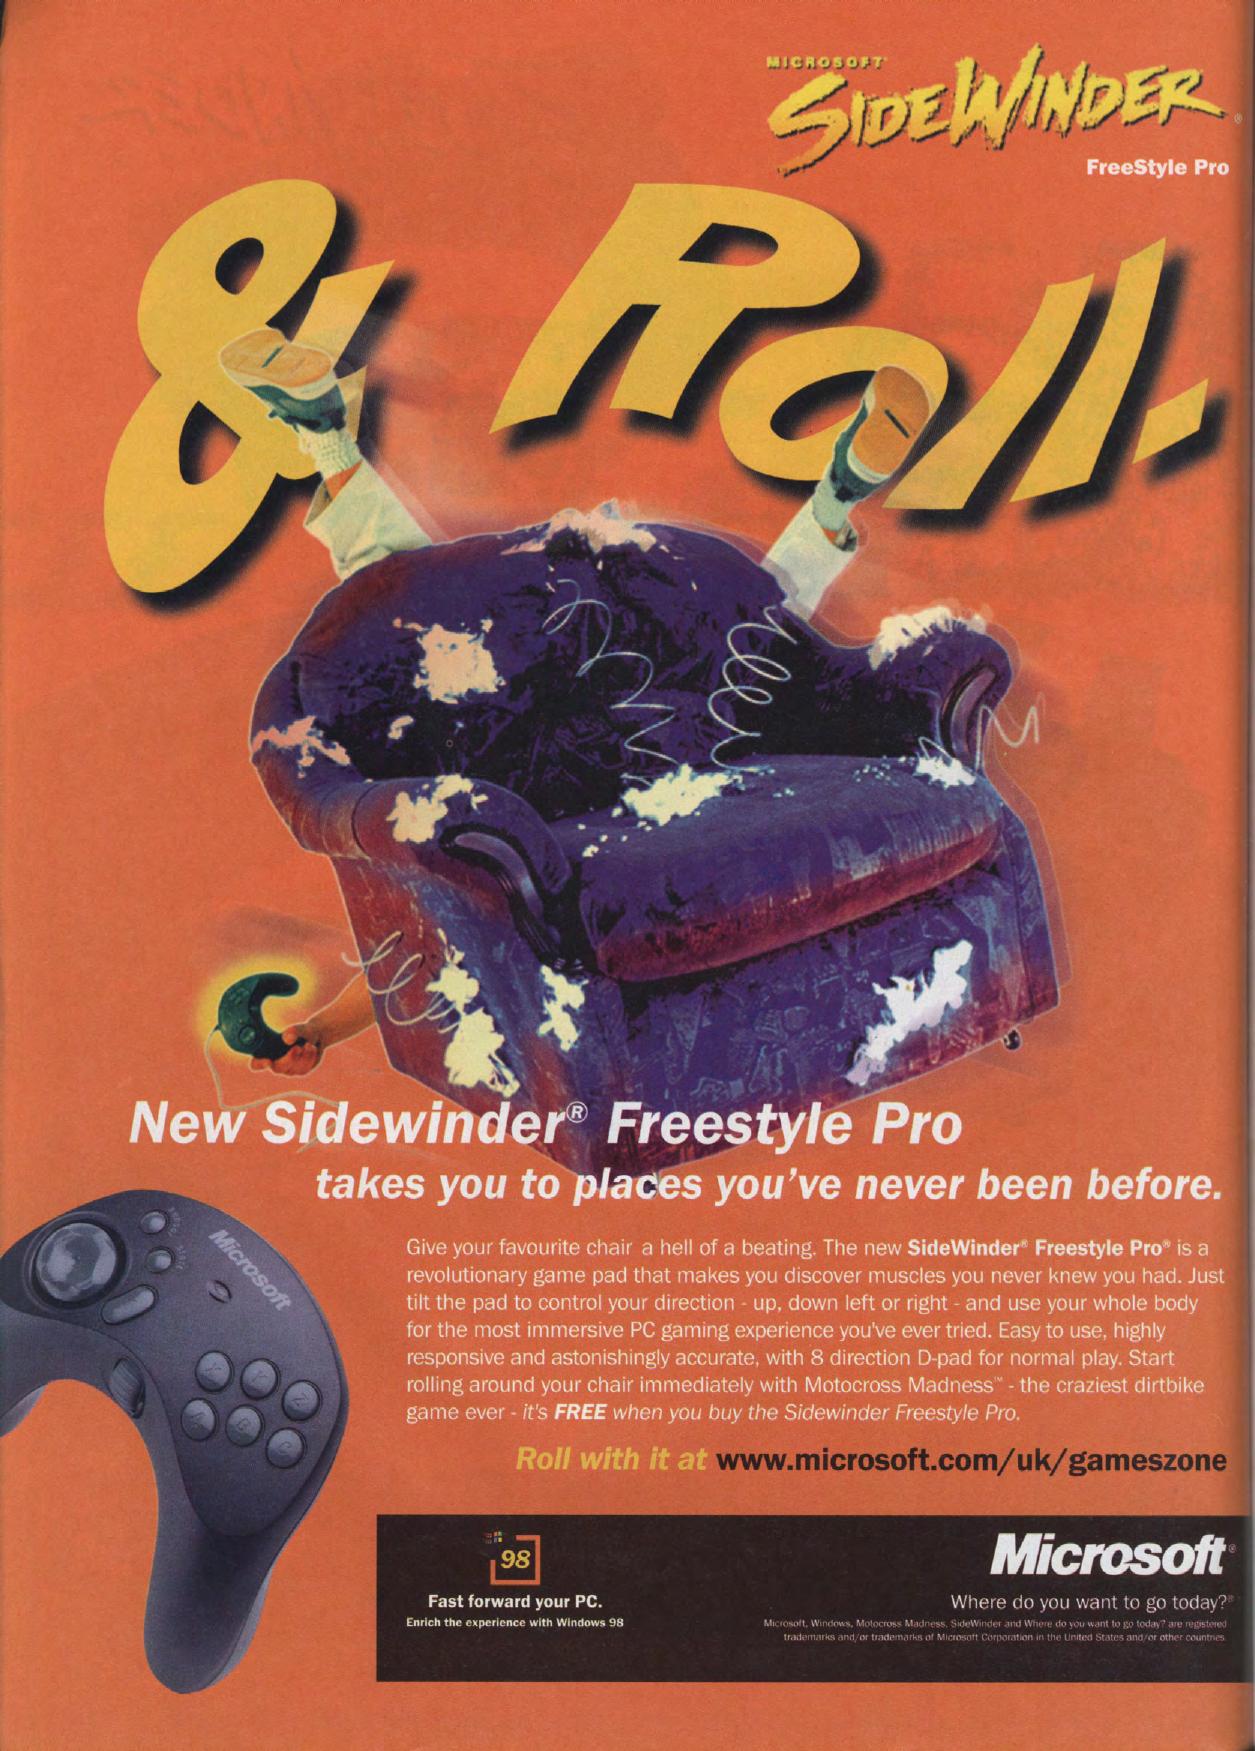 MICROSOFT
SIDEWINDER®
FreeStyle Pro
& Roll.
New Sidewinder® Freestyle Pro
takes you to places you've never been before.
Give your favourite chair a hell of a beating. The new SideWinder® Freestyle Pro® is a
revolutionary game pad that makes you discover muscles you never knew you had. Just
tilt the pad to control your direction - up, down left or right - and use your whole body
for the most immersive PC gaming experience you've ever tried. Easy to use, highly
responsive and astonishingly accurate, with 8 direction D-pad for normal play. Start
rolling around your chair immediately with Motocross Madness™ - the craziest dirtbike
game ever - it's FREE when you buy the Sidewinder Freestyle Pro.
Roll with it at www.microsoft.com/uk/gameszone
Microsoft
X Y Z
A B C
98
Fast forward your PC.
Enrich the experience with Windows 98
Microsoft®
Where do you want to go today?®
Microsoft, Windows, Motocross Madness, SideWinder and Where do you want to go today? are registered
trademarks and/or trademarks of Microsoft Corporation in the United States and/or other countries.